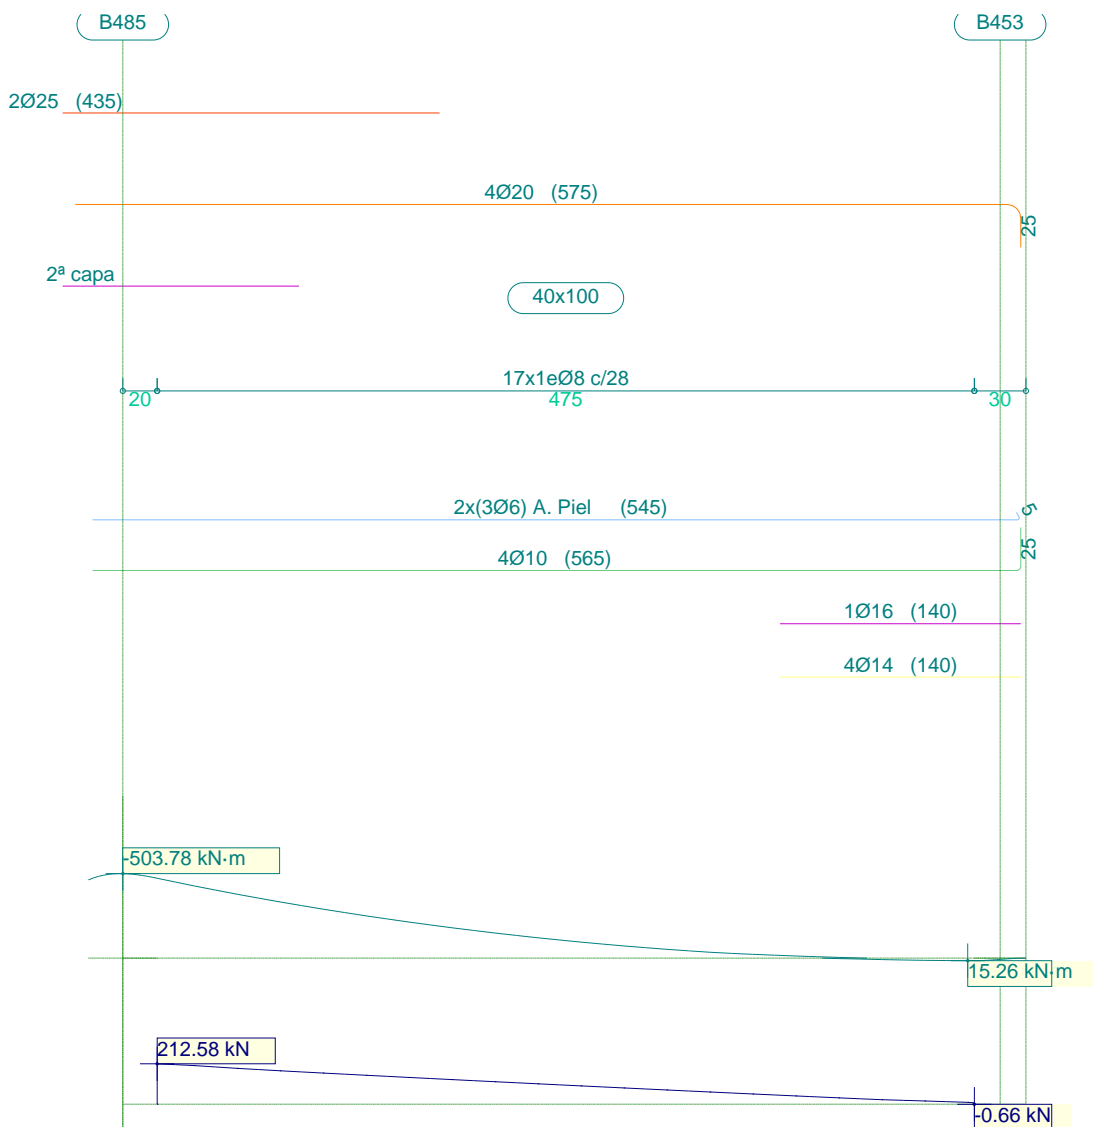 B485 B453
2Ø25 (435)
4Ø20 (575)
25
2ª capa
40x100
17x1eØ8 c/28
20 475 30
2x(3Ø6) A. Piel (545)
5
4Ø10 (565)
25
1Ø16 (140)
4Ø14 (140)
-503.78 kN·m
15.26 kN·m
212.58 kN
-0.66 kN